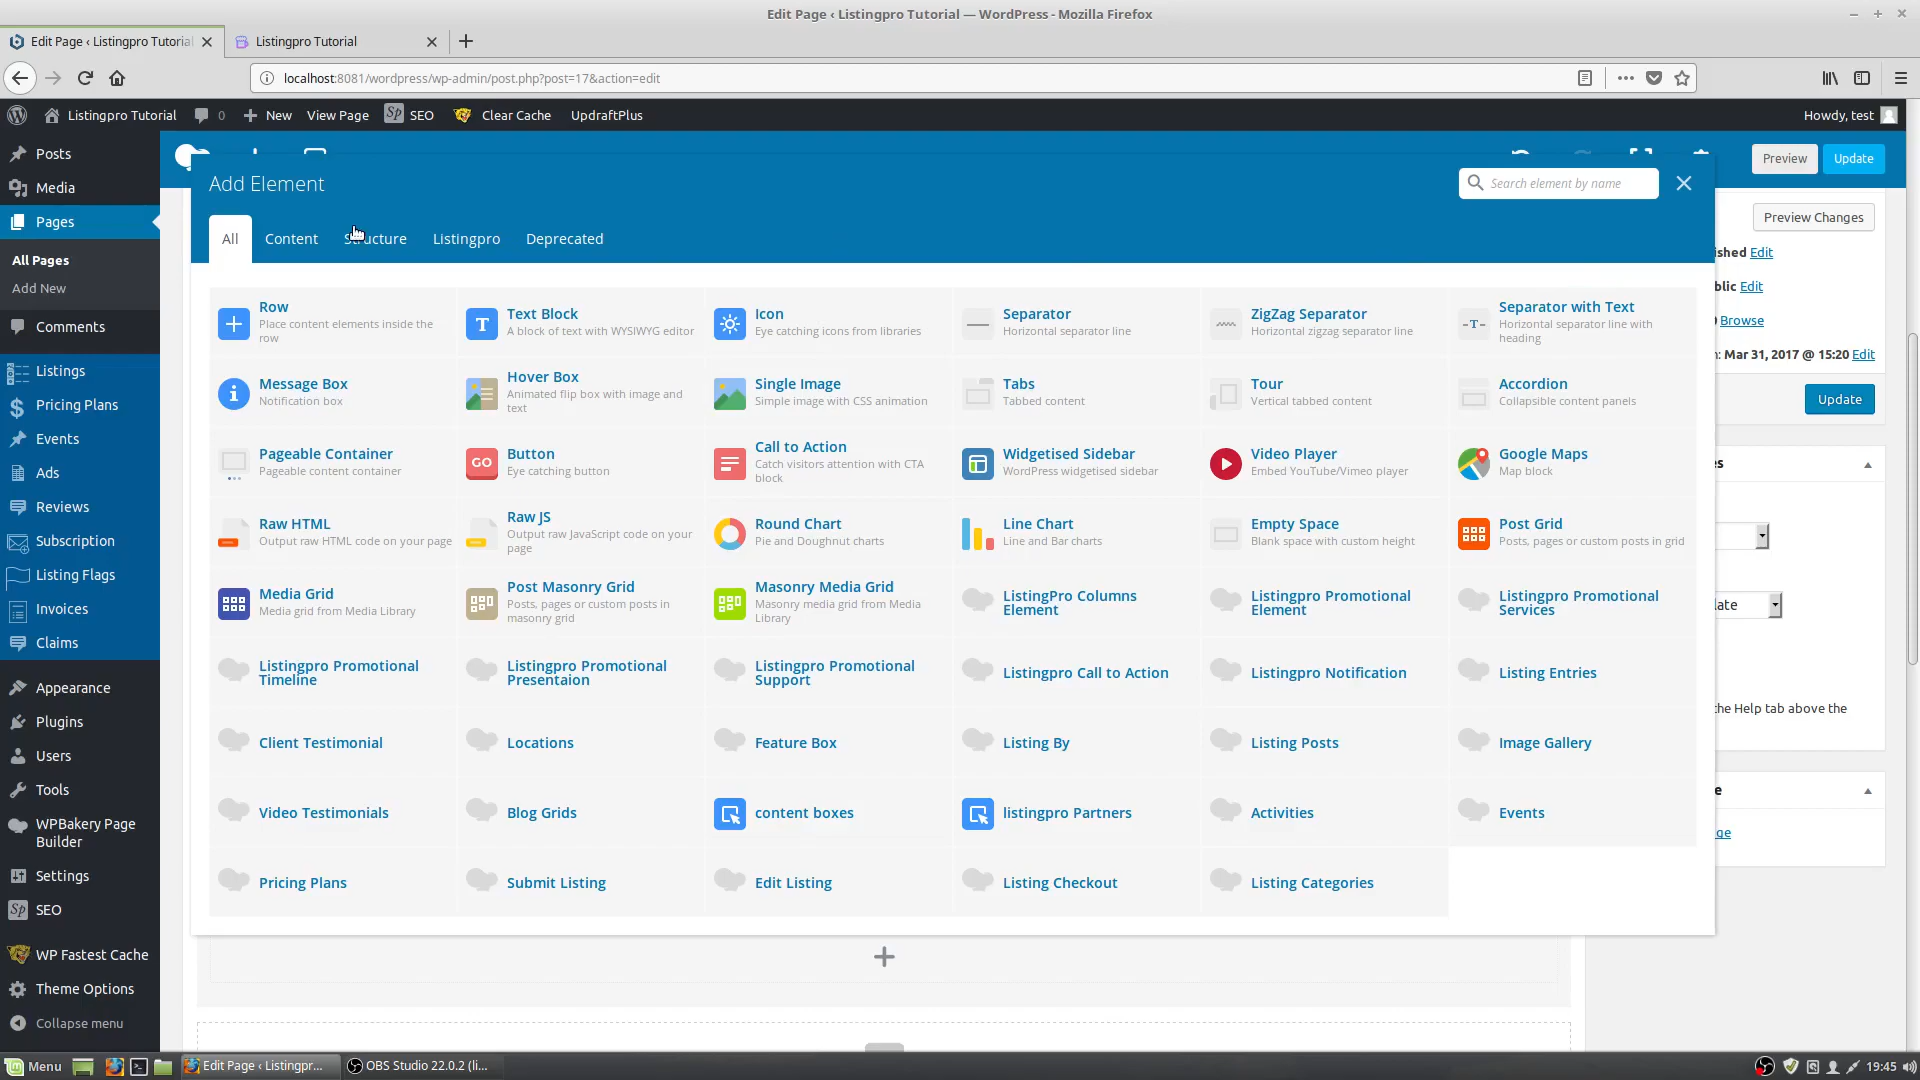 Edit Page ‹ Listingpro Tutorial — WordPress - Mozilla Firefox
Edit Page ‹ Listingpro Tutorial
Listingpro Tutorial
localhost:8081/wordpress/wp-admin/post.php?post=17&action=edit
Listingpro Tutorial
0
New
View Page
SEO
Clear Cache
UpdraftPlus
Howdy, test
Posts
Media
Pages
All Pages
Add New
Comments
Listings
Pricing Plans
Events
Ads
Reviews
Subscription
Listing Flags
Invoices
Claims
Appearance
Plugins
Users
Tools
WPBakery Page
Builder
Settings
SEO
WP Fastest Cache
Theme Options
Collapse menu
Preview
Update
Add Element
Search element by name
All
Content
Structure
Listingpro
Deprecated
Row
Place content elements inside the
row
Text Block
A block of text with WYSIWYG editor
Icon
Eye catching icons from libraries
Separator
Horizontal separator line
ZigZag Separator
Horizontal zigzag separator line
Separator with Text
Horizontal separator line with
heading
Message Box
Notification box
Hover Box
Animated flip box with image and
text
Single Image
Simple image with CSS animation
Tabs
Tabbed content
Tour
Vertical tabbed content
Accordion
Collapsible content panels
Pageable Container
Pageable content container
GO
Button
Eye catching button
Call to Action
Catch visitors attention with CTA
block
Widgetised Sidebar
WordPress widgetised sidebar
Video Player
Embed YouTube/Vimeo player
Google Maps
Map block
Raw HTML
Output raw HTML code on your page
Raw JS
Output raw JavaScript code on your
page
Round Chart
Pie and Doughnut charts
Line Chart
Line and Bar charts
Empty Space
Blank space with custom height
Post Grid
Posts, pages or custom posts in grid
Media Grid
Media grid from Media Library
Post Masonry Grid
Posts, pages or custom posts in
masonry grid
Masonry Media Grid
Masonry media grid from Media
Library
ListingPro Columns
Element
Listingpro Promotional
Element
Listingpro Promotional
Services
Listingpro Promotional
Timeline
Listingpro Promotional
Presentaion
Listingpro Promotional
Support
Listingpro Call to Action
Listingpro Notification
Listing Entries
Client Testimonial
Locations
Feature Box
Listing By
Listing Posts
Image Gallery
Video Testimonials
Blog Grids
content boxes
listingpro Partners
Activities
Events
Pricing Plans
Submit Listing
Edit Listing
Listing Checkout
Listing Categories
Preview Changes
ished Edit
blic Edit
Browse
: Mar 31, 2017 @ 15:20 Edit
Update
es
late
the Help tab above the
e
ge
Menu
Edit Page ‹ Listingpr...
OBS Studio 22.0.2 (li...
19:45